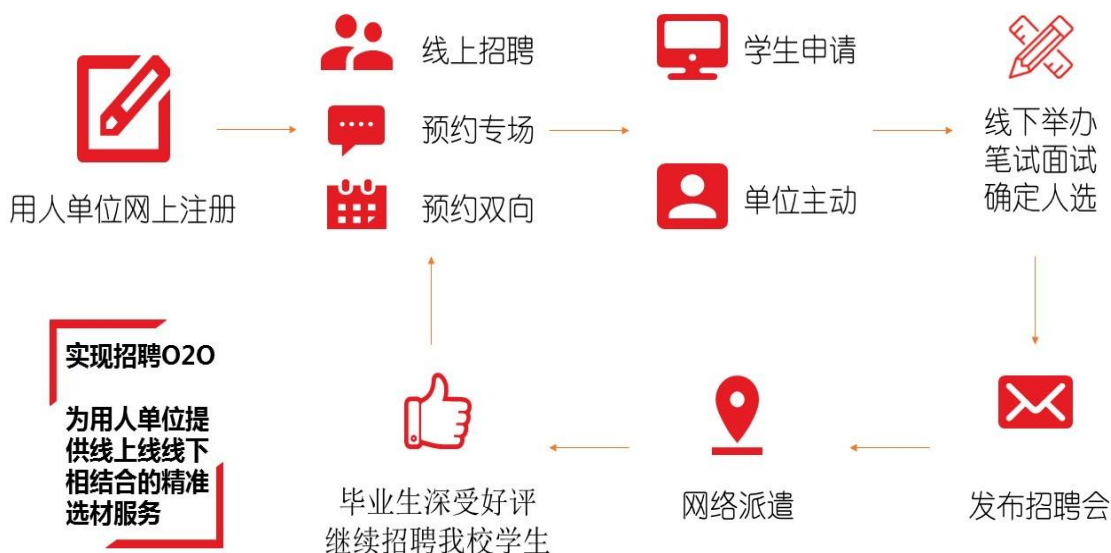 线上招聘
学生申请
预约专场
线下举办
笔试面试
确定人选
用人单位网上注册
预约双向
单位主动
实现招聘O2O
为用人单位提
供线上线线下
相结合的精准
选材服务
毕业生深受好评
继续招聘我校学生
网络派遣
发布招聘会